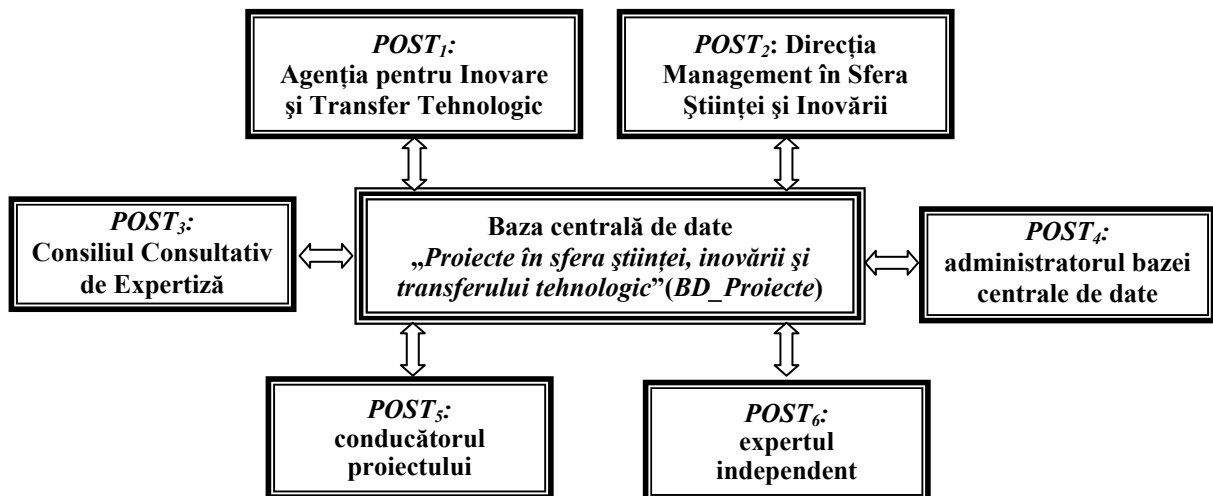 POST₁:
Agenția pentru Inovare
şi Transfer Tehnologic
POST₂: Direcția
Management în Sfera
Ştiinței şi Inovării
POST₃:
Consiliul Consultativ
de Expertiză
Baza centrală de date
„Proiecte în sfera ştiinței, inovării şi
transferului tehnologic”(BD_Proiecte)
POST₄:
administratorul bazei
centrale de date
POST₅:
conducătorul
proiectului
POST₆:
expertul
independent